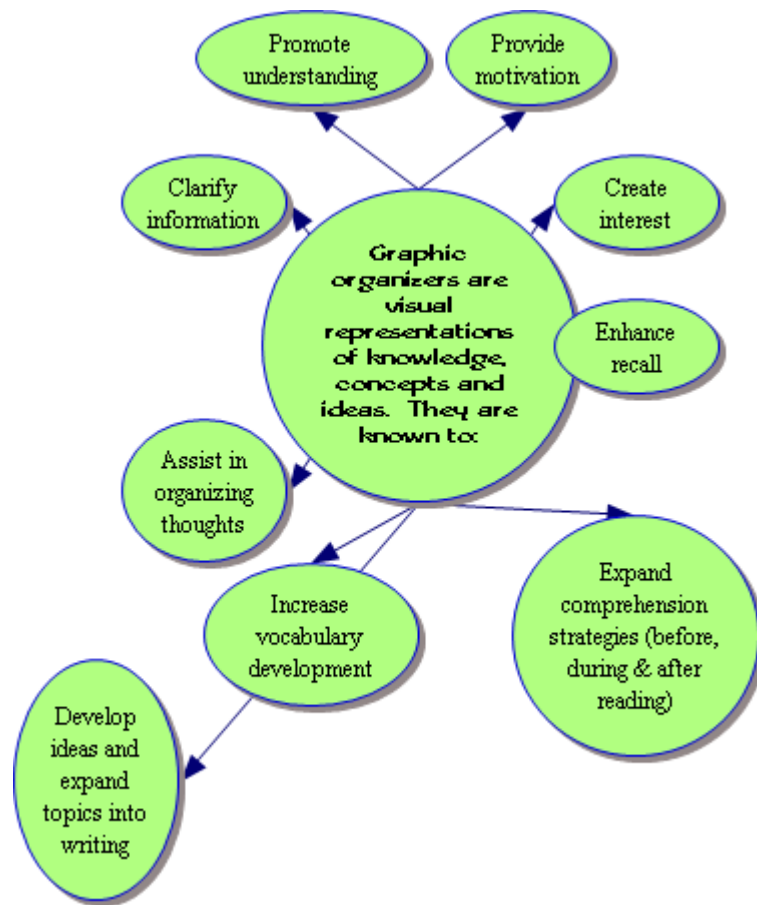 Promote
understanding
Provide
motivation
Clarify
information
Create
interest
Graphic
organizers are
visual
representations
of knowledge,
concepts and
ideas. They are
known to:
Enhance
recall
Assist in
organizing
thoughts
Increase
vocabulary
development
Expand
comprehension
strategies (before,
during & after
reading)
Develop
ideas and
expand
topics into
writing